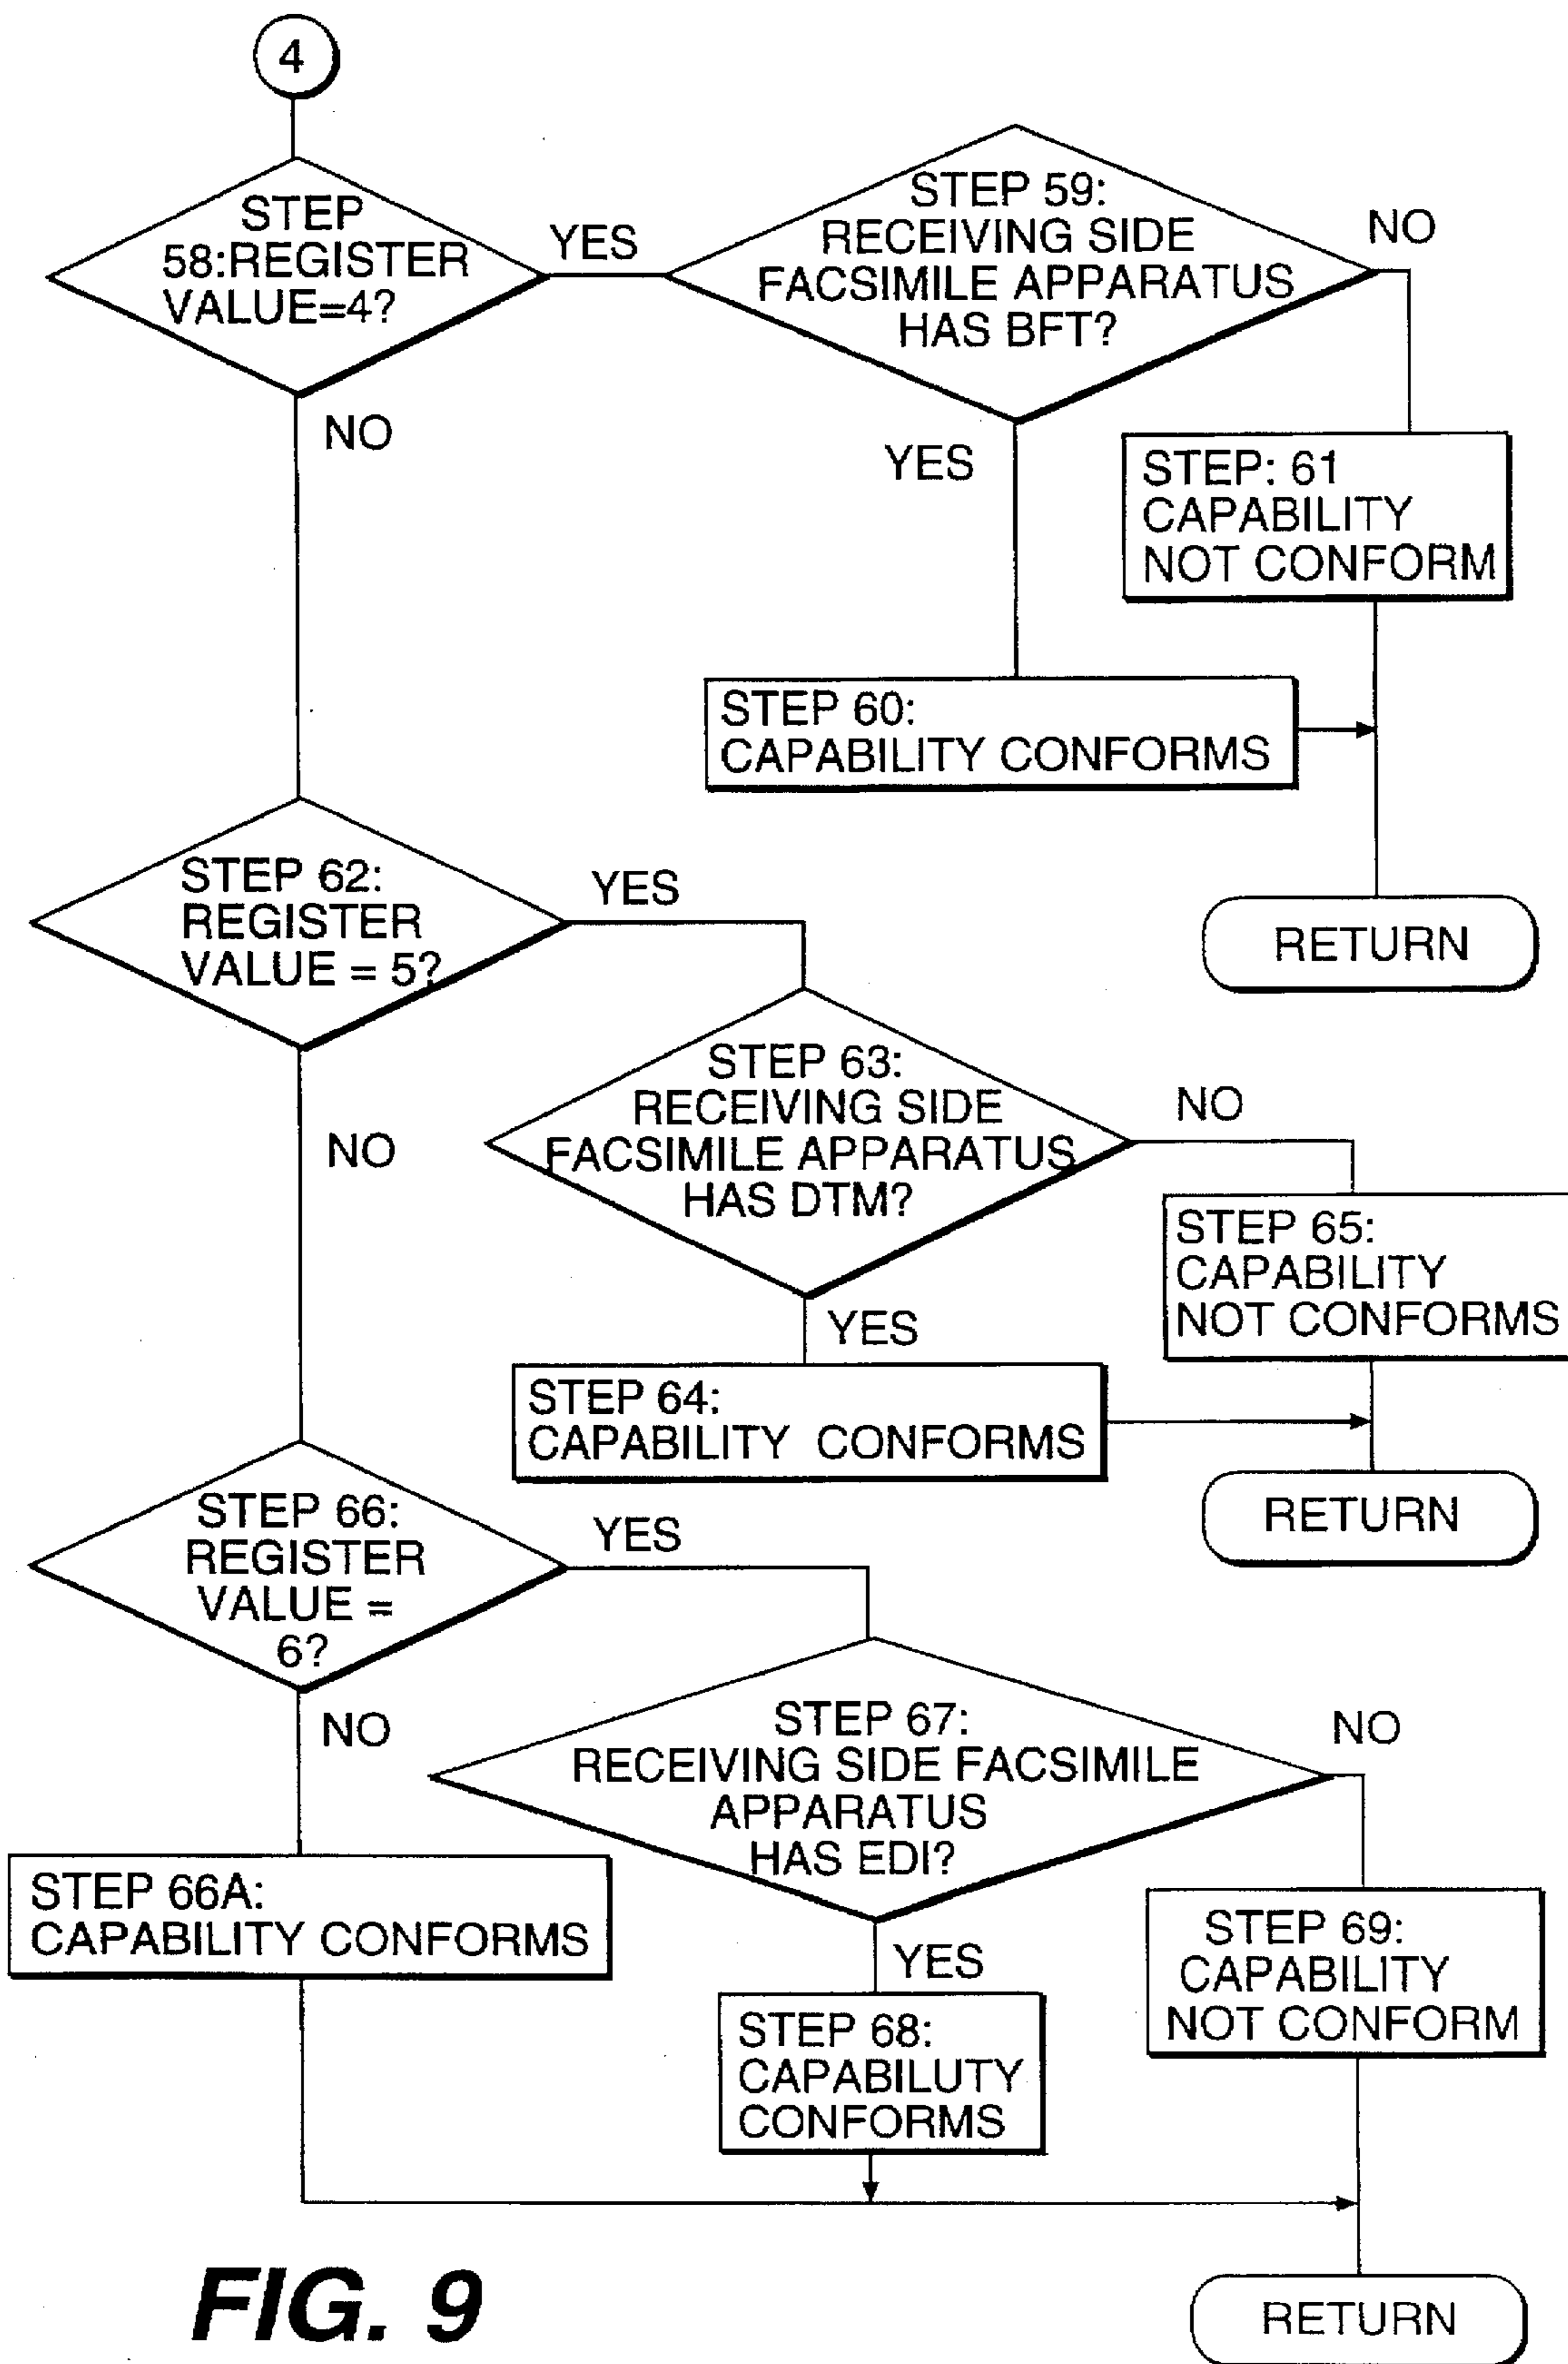 4
STEP
58:REGISTER
VALUE=4?
YES
NO
STEP 59:
RECEIVING SIDE
FACSIMILE APPARATUS
HAS BFT?
NO
YES
STEP: 61
CAPABILITY
NOT CONFORM
STEP 60:
CAPABILITY CONFORMS
RETURN
STEP 62:
REGISTER
VALUE = 5?
YES
NO
STEP 63:
RECEIVING SIDE
FACSIMILE APPARATUS
HAS DTM?
NO
YES
STEP 65:
CAPABILITY
NOT CONFORMS
STEP 64:
CAPABILITY CONFORMS
RETURN
STEP 66:
REGISTER
VALUE =
6?
YES
NO
STEP 67:
RECEIVING SIDE FACSIMILE
APPARATUS
HAS EDI?
NO
YES
STEP 66A:
CAPABILITY CONFORMS
STEP 68:
CAPABILUTY
CONFORMS
STEP 69:
CAPABILITY
NOT CONFORM
RETURN
FIG. 9